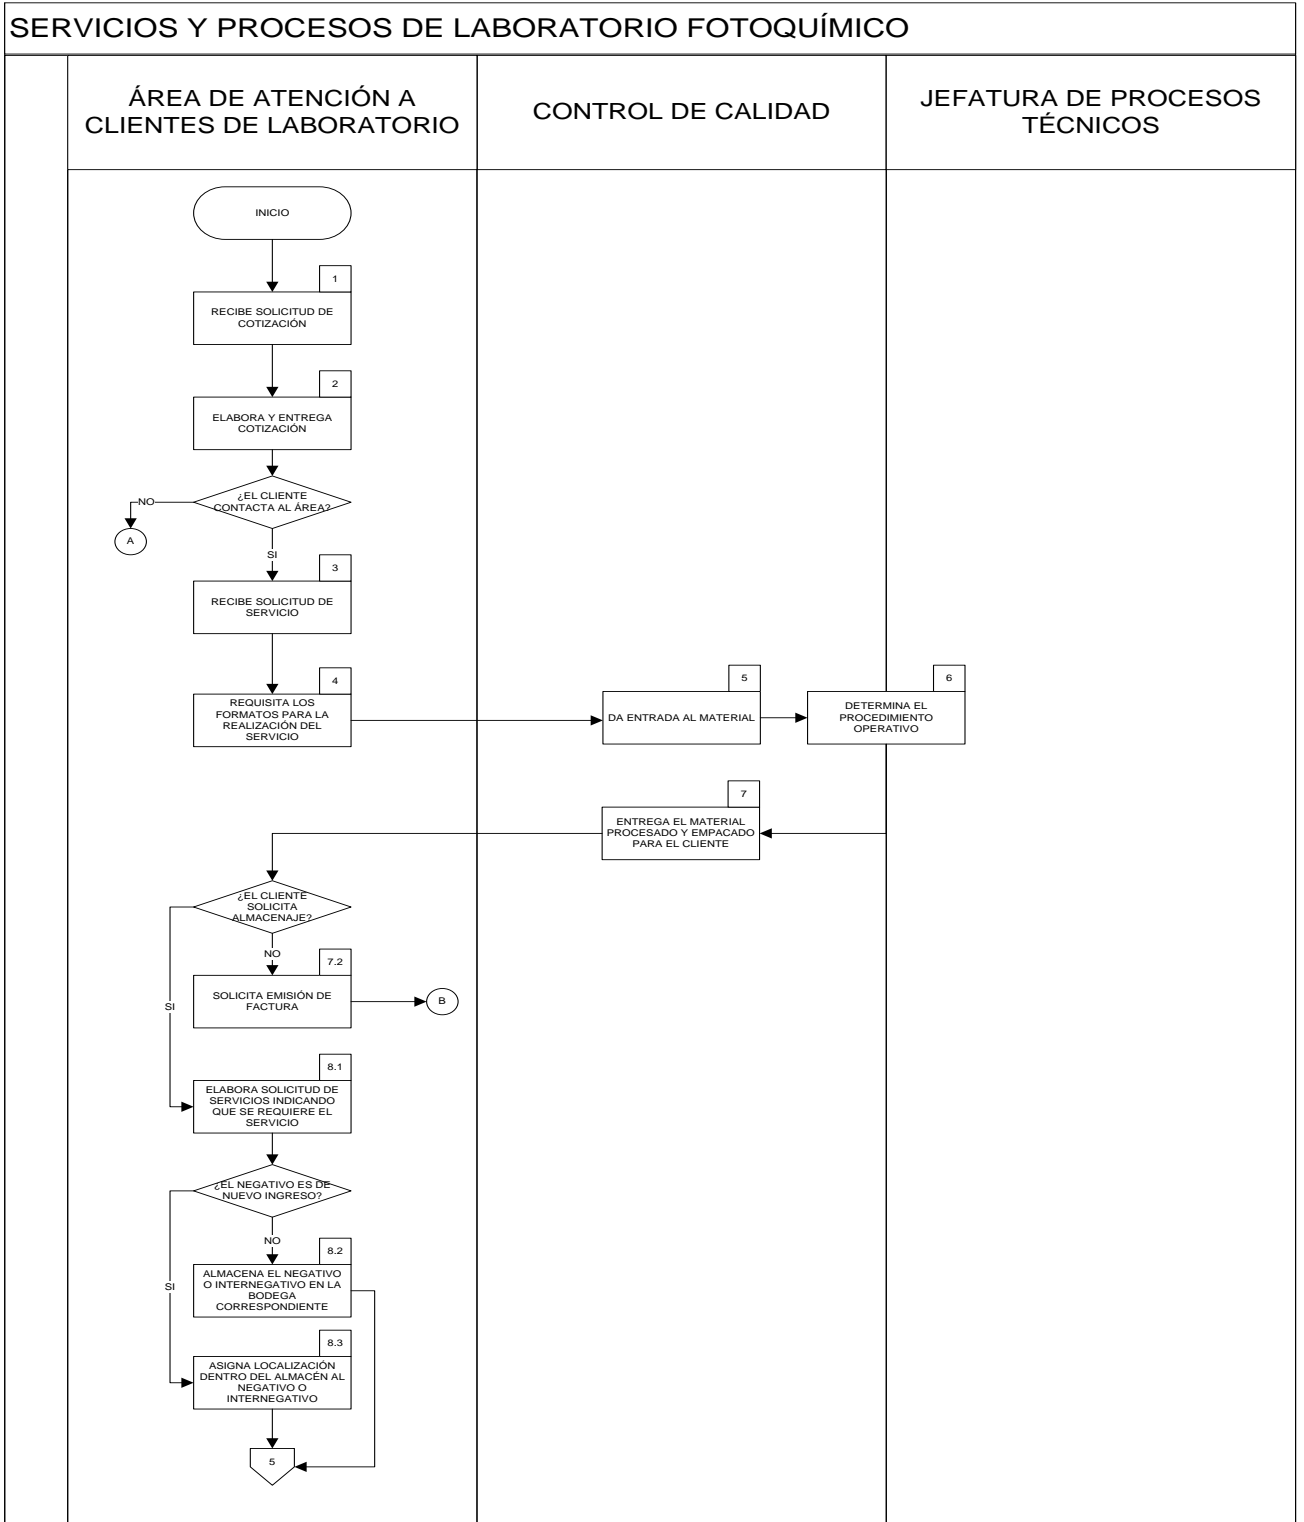 SERVICIOS Y PROCESOS DE LABORATORIO FOTOQUÍMICO
ÁREA DE ATENCIÓN A
CLIENTES DE LABORATORIO
CONTROL DE CALIDAD
JEFATURA DE PROCESOS
TÉCNICOS
INICIO
1
RECIBE SOLICITUD DE
COTIZACIÓN
2
ELABORA Y ENTREGA
COTIZACIÓN
¿EL CLIENTE
CONTACTA AL ÁREA?
NO
A
SI
3
RECIBE SOLICITUD DE
SERVICIO
4
REQUISITA LOS
FORMATOS PARA LA
REALIZACIÓN DEL
SERVICIO
5
DA ENTRADA AL MATERIAL
6
DETERMINA EL
PROCEDIMIENTO
OPERATIVO
7
ENTREGA EL MATERIAL
PROCESADO Y EMPACADO
PARA EL CLIENTE
¿EL CLIENTE
SOLICITA
ALMACENAJE?
NO
7.2
SOLICITA EMISIÓN DE
FACTURA
B
SI
8.1
ELABORA SOLICITUD DE
SERVICIOS INDICANDO
QUE SE REQUIERE EL
SERVICIO
¿EL NEGATIVO ES DE
NUEVO INGRESO?
NO
8.2
ALMACENA EL NEGATIVO
O INTERNEGATIVO EN LA
BODEGA
CORRESPONDIENTE
SI
8.3
ASIGNA LOCALIZACIÓN
DENTRO DEL ALMACÉN AL
NEGATIVO O
INTERNEGATIVO
5